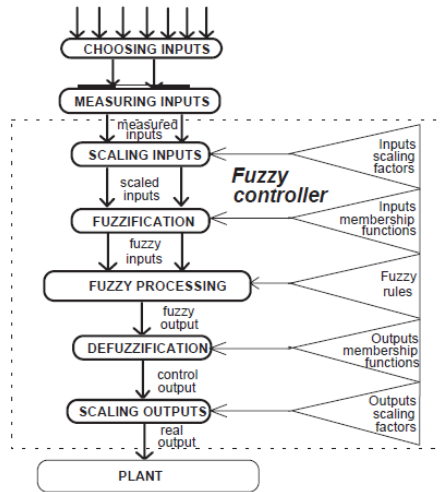 CHOOSING INPUTS
MEASURING INPUTS
measured
inputs
SCALING INPUTS
Inputs
scaling
factors
Fuzzy
controller
scaled
inputs
FUZZIFICATION
Inputs
membership
functions
fuzzy
inputs
FUZZY PROCESSING
Fuzzy
rules
fuzzy
output
DEFUZZIFICATION
Outputs
membership
functions
control
output
SCALING OUTPUTS
Outputs
scaling
factors
real
output
PLANT